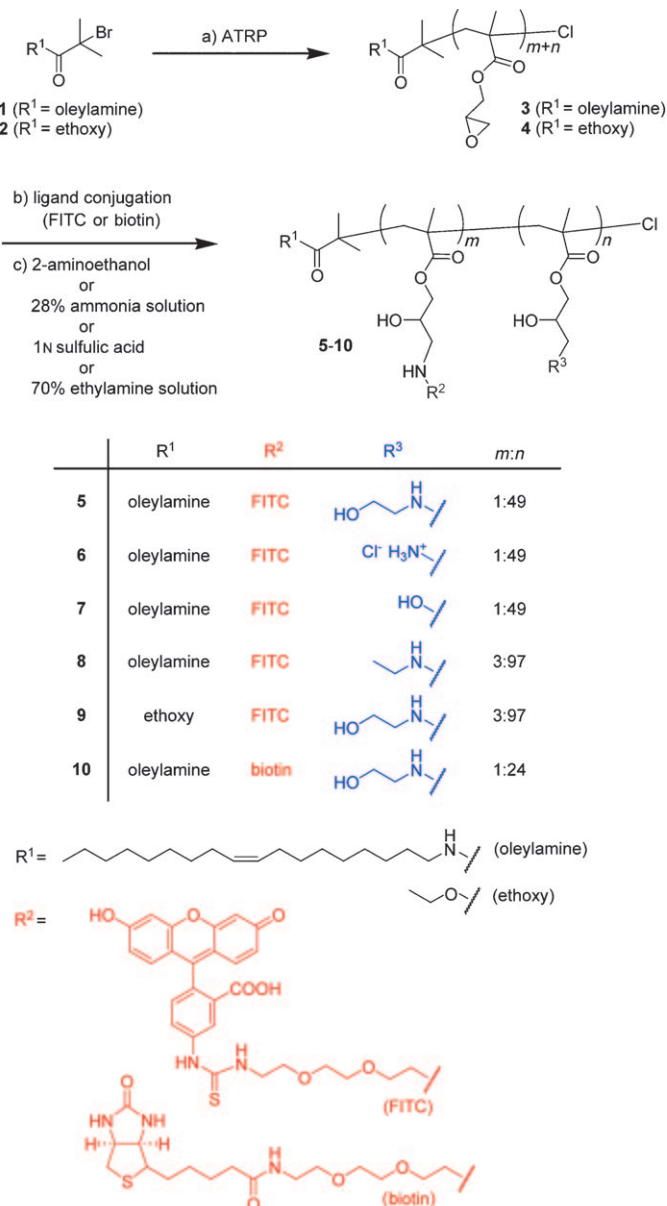 R1
Br
O
a) ATRP
R1
O
m+n
Cl
O
O
O
1 (R1 = oleylamine)
2 (R1 = ethoxy)
3 (R1 = oleylamine)
4 (R1 = ethoxy)
b) ligand conjugation
(FITC or biotin)
c) 2-aminoethanol
or
28% ammonia solution
or
1N sulfulic acid
or
70% ethylamine solution
R1
O
m
n
Cl
O
O
O
O
HO
HO
HN
R2
R3
5-10
R1 R2 R3 m:n
5 oleylamine FITC HO H N 1:49
6 oleylamine FITC Cl- H3N+ 1:49
7 oleylamine FITC HO 1:49
8 oleylamine FITC H N 3:97
9 ethoxy FITC HO H N 3:97
10 oleylamine biotin HO H N 1:24
R1 = H N (oleylamine)
O (ethoxy)
R2 =
HO O O
COOH
HN H N O O
S
(FITC)
O
HN NH
H H
S
O
H N O O
(biotin)